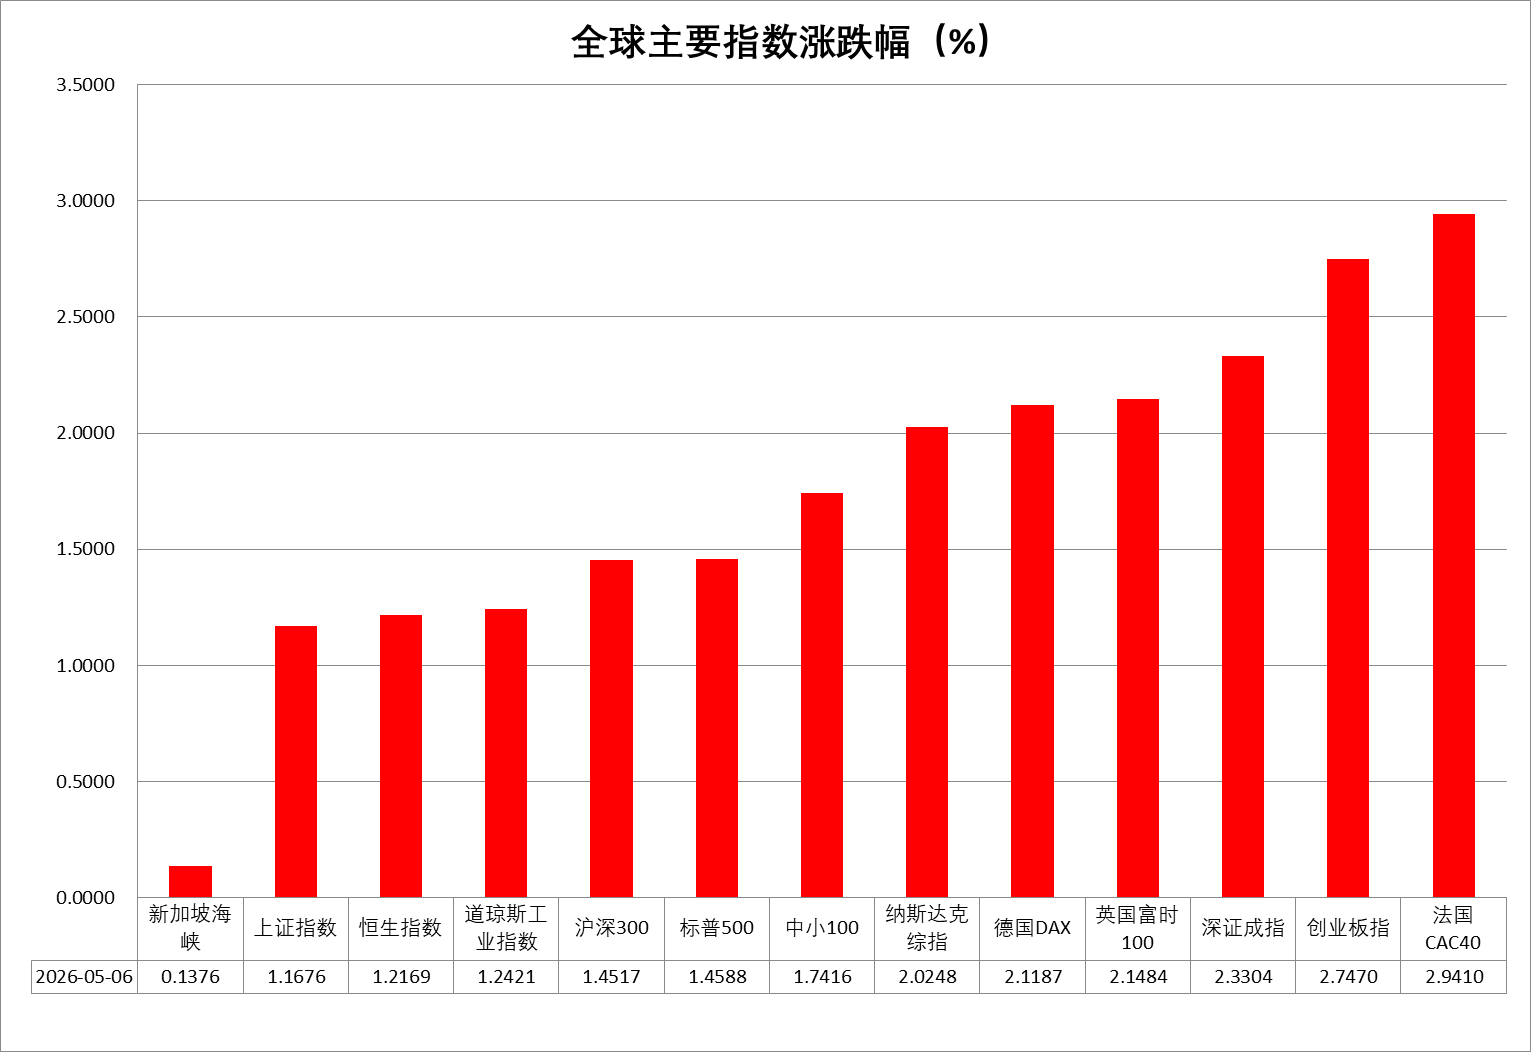 全球主要指数涨跌幅（%）
3.5000
3.0000
2.5000
2.0000
1.5000
1.0000
0.5000
0.0000
新加坡海
峡
上证指数
恒生指数
道琼斯工
业指数
沪深300
标普500
中小100
纳斯达克
综指
德国DAX
英国富时
100
深证成指
创业板指
法国
CAC40
2026-05-06 0.1376 1.1676 1.2169 1.2421 1.4517 1.4588 1.7416 2.0248 2.1187 2.1484 2.3304 2.7470 2.9410